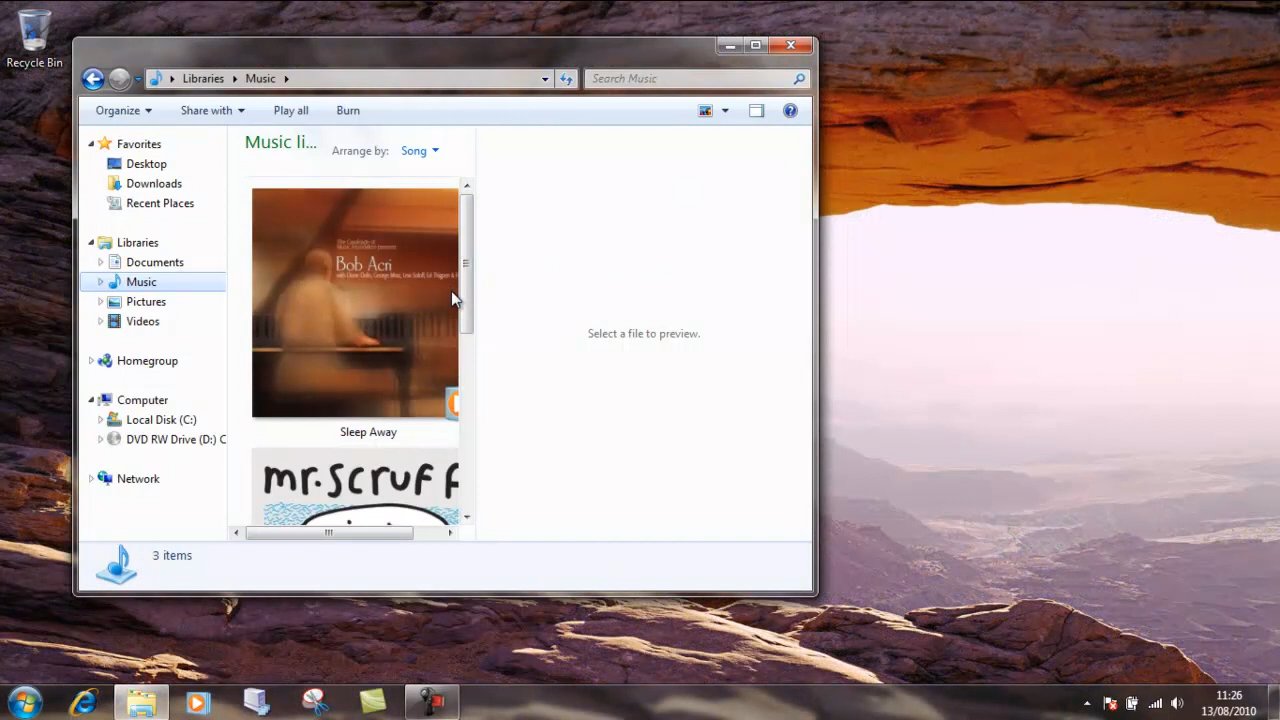 Recycle Bin
Libraries Music
Search Music
Organize Share with Play all Burn
Favorites
Desktop
Downloads
Recent Places
Libraries
Documents
Music
Pictures
Videos
Homegroup
Computer
Local Disk (C:)
DVD RW Drive (D:) C
Network
Music li...
Arrange by: Song
Bob Acri
Sleep Away
mr.scruff
Select a file to preview.
3 items
11:26
13/08/2010